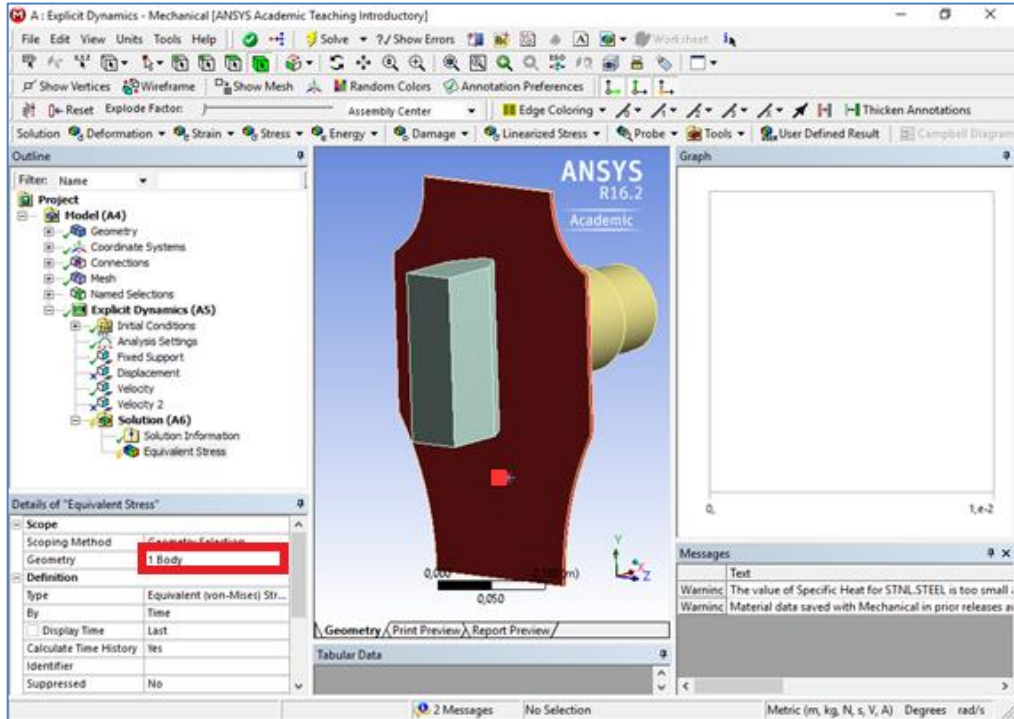 A : Explicit Dynamics - Mechanical [ANSYS Academic Teaching Introductory]
File Edit View Units Tools Help Solve ?/ Show Errors Worksheet
Show Vertices Wireframe Show Mesh Random Colors Annotation Preferences
Reset Explode Factor: Assembly Center Edge Coloring Thicken Annotations
Solution Deformation Strain Stress Energy Damage Linearized Stress Probe Tools User Defined Result Campbell Diagram
Outline
Filter: Name
Project
Model (A4)
Geometry
Coordinate Systems
Connections
Mesh
Named Selections
Explicit Dynamics (A5)
Initial Conditions
Analysis Settings
Fixed Support
Displacement
Velocity
Velocity 2
Solution (A6)
Solution Information
Equivalent Stress
Details of "Equivalent Stress"
Scope
Scoping Method Geometry Selection
Geometry 1 Body
Definition
Type Equivalent (von-Mises) Str...
By Time
Display Time Last
Calculate Time History Yes
Identifier
Suppressed No
ANSYS
R16.2
Academic
Y
X
Z
0,000
(m)
0,050
Geometry Print Preview Report Preview
Tabular Data
Graph
0, 1,e-2
Messages
Text
Warning The value of Specific Heat for STNL.STEEL is too small
Warning Material data saved with Mechanical in prior releases
2 Messages No Selection Metric (m, kg, N, s, V, A) Degrees rad/s